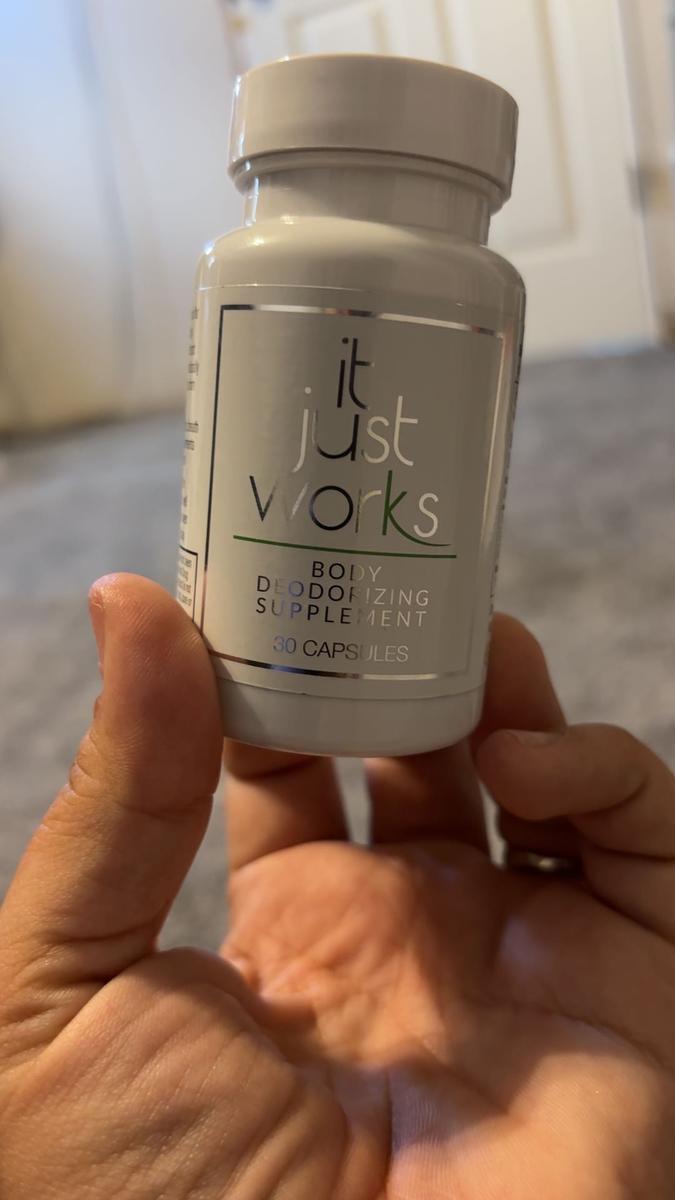 it
just
works
BODY
DEODORIZING
SUPPLEMENT
30 CAPSULES